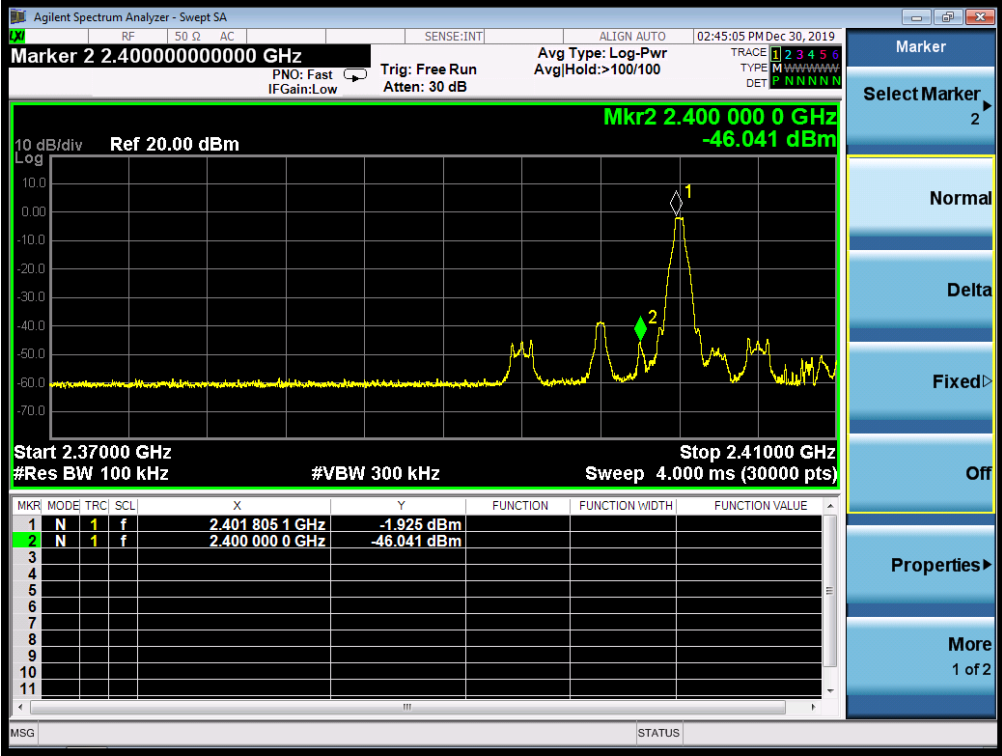 Agilent Spectrum Analyzer - Swept SA
LXI RF 50 Ω AC SENSE:INT ALIGN AUTO 02:45:05 PM Dec 30, 2019
Marker 2 2.400000000000 GHz
PNO: Fast
IFGain:Low
Trig: Free Run
Atten: 30 dB
Avg Type: Log-Pwr
Avg|Hold:>100/100
TRACE 1 2 3 4 5 6
TYPE M W W W W W
DET P N N N N N
Mkr2 2.400 000 0 GHz
-46.041 dBm
10 dB/div Ref 20.00 dBm
Log
10.0
0.00
-10.0
-20.0
-30.0
-40.0
-50.0
-60.0
-70.0
1
2
Start 2.37000 GHz Stop 2.41000 GHz
#Res BW 100 kHz #VBW 300 kHz Sweep 4.000 ms (30000 pts)
MKR MODE TRC SCL X Y FUNCTION FUNCTION WIDTH FUNCTION VALUE
1 N 1 f 2.401 805 1 GHz -1.925 dBm
2 N 1 f 2.400 000 0 GHz -46.041 dBm
3
4
5
6
7
8
9
10
11
MSG STATUS
Marker
Select Marker
2
Normal
Delta
Fixed
Off
Properties
More
1 of 2